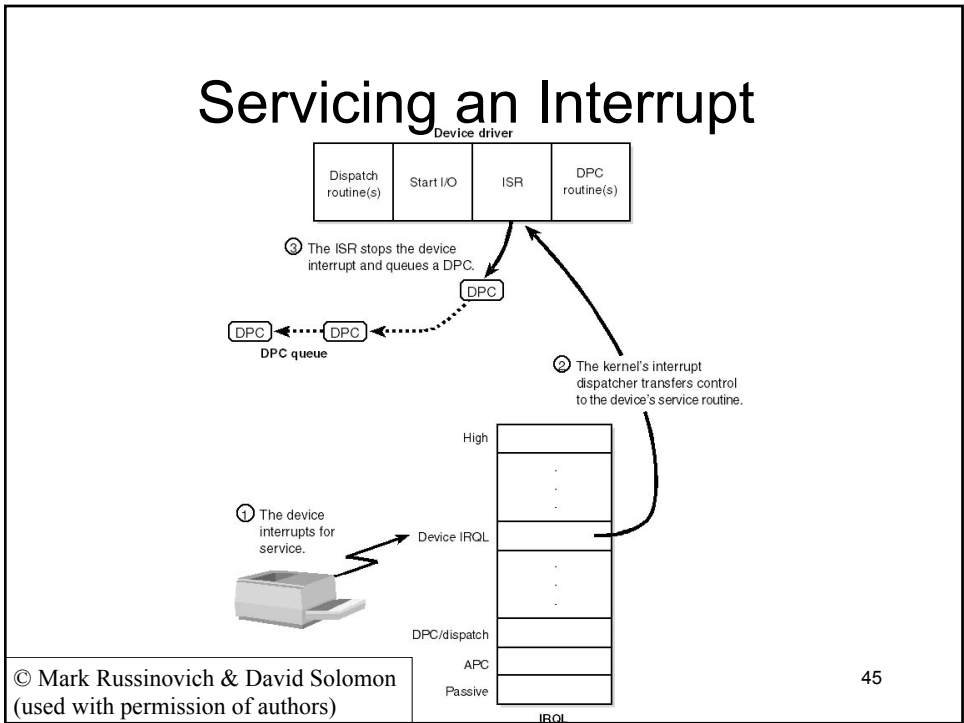 Servicing an Interrupt
Device driver
Dispatch
routine(s)
Start I/O
ISR
DPC
routine(s)
③ The ISR stops the device
interrupt and queues a DPC.
DPC
DPC
DPC
DPC queue
② The kernel's interrupt
dispatcher transfers control
to the device's service routine.
High
① The device
interrupts for
service.
Device IRQL
DPC/dispatch
APC
Passive
IRQL
© Mark Russinovich & David Solomon
(used with permission of authors)
45